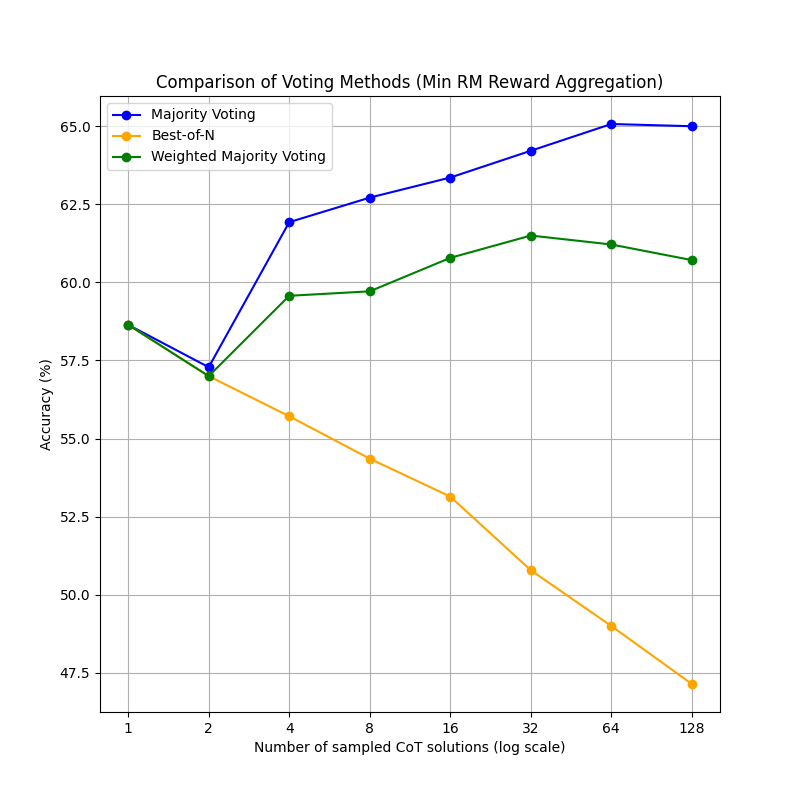 Comparison of Voting Methods (Min RM Reward Aggregation)
Majority Voting
Best-of-N
Weighted Majority Voting
65.0
62.5
60.0
57.5
55.0
52.5
50.0
47.5
Accuracy (%)
1 2 4 8 16 32 64 128
Number of sampled CoT solutions (log scale)